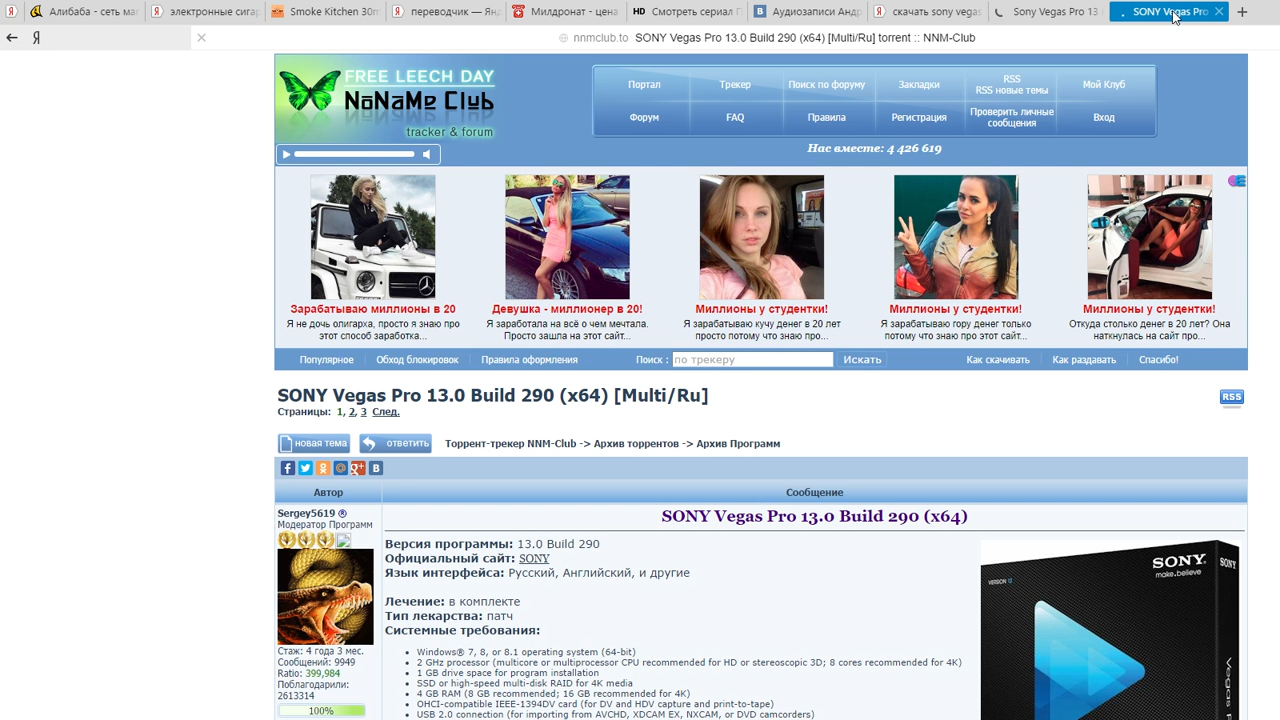 Алибаба - сеть маг
электронные сигар
Smoke Kitchen 30m
переводчик — Янд
Милдронат - цена
HD Смотреть сериал Г
В Аудиозаписи Андр
скачать sony vegas
Sony Vegas Pro 13
SONY Vegas Pro
Я nnmclub.to SONY Vegas Pro 13.0 Build 290 (x64) [Multi/Ru] torrent :: NNM-Club
FREE LEECH DAY
NoNaMe Club
tracker & forum
Портал Трекер Поиск по форуму Закладки RSS
RSS новые темы Мой Клуб
Форум FAQ Правила Регистрация Проверить личные
сообщения Вход
Нас вместе: 4 426 619
Зарабатываю миллионы в 20
Я не дочь олигарха, просто я знаю про
этот способ заработка...
Девушка - миллионер в 20!
Я заработала на всё о чем мечтала.
Просто зашла на этот сайт...
Миллионы у студентки!
Я зарабатываю кучу денег в 20 лет
просто потому что знаю про...
Миллионы у студентки!
Я зарабатываю гору денег только
потому что знаю про этот сайт...
Миллионы у студентки!
Откуда столько денег в 20 лет? Она
наткнулась на сайт про...
Популярное Обход блокировок Правила оформления Поиск : по трекеру Искать Как скачивать Как раздавать Спасибо!
SONY Vegas Pro 13.0 Build 290 (x64) [Multi/Ru]
RSS
Страницы: 1, 2, 3 След.
новая тема ответить Торрент-трекер NNM-Club -> Архив торрентов -> Архив Программ
Автор Сообщение
Sergey5619 ®
Модератор Программ
Стаж: 4 года 3 мес.
Сообщений: 9949
Ratio: 399,984
Поблагодарили:
2613314
100%
SONY Vegas Pro 13.0 Build 290 (x64)
Версия программы: 13.0 Build 290
Официальный сайт: SONY
Язык интерфейса: Русский, Английский, и другие
Лечение: в комплекте
Тип лекарства: патч
Системные требования:
Windows® 7, 8, or 8.1 operating system (64-bit)
2 GHz processor (multicore or multiprocessor CPU recommended for HD or stereoscopic 3D; 8 cores recommended for 4K)
1 GB drive space for program installation
SSD or high-speed multi-disk RAID for 4K media
4 GB RAM (8 GB recommended; 16 GB recommended for 4K)
OHCI-compatible IEEE-1394DV card (for DV and HDV capture and print-to-tape)
USB 2.0 connection (for importing from AVCHD, XDCAM EX, NXCAM, or DVD camcorders)
SONY
make.believe
SONY
Vegas P